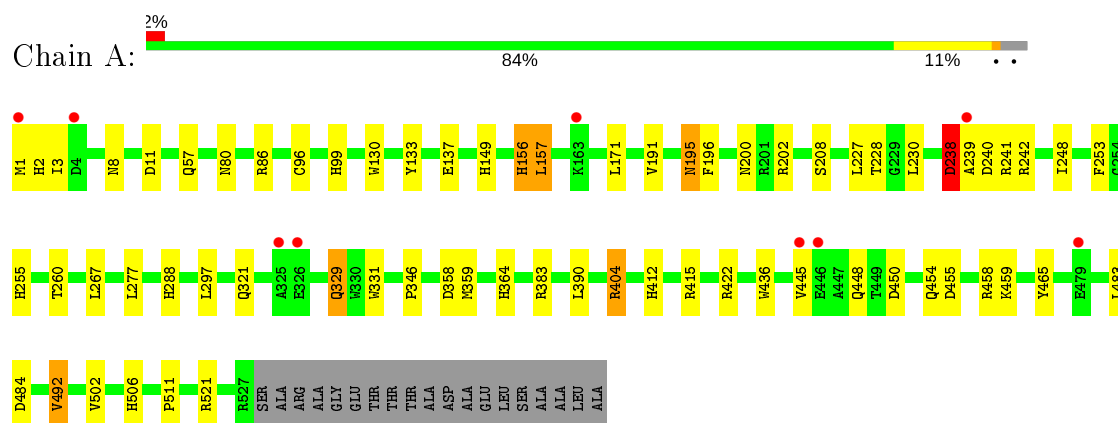 2%
Chain A:
84% 11% • •
M1 H2 I3 D4 N8 D11 Q57 N80 R86 C96 H99 W130 Y133 E137 H149 H156 L157 K163 L171 V191 N195 F196 N200 R201 R202 S208 L227 T228 G229 L230 D238 A239 D240 R241 R242 I248 F253 G254
H255 T260 L267 L277 H288 L297 Q321 A325 E326 Q329 W330 W331 P346 D358 M359 H364 R383 L390 R404 H412 R415 R422 W436 V445 E446 A447 Q448 T449 D450 Q454 D455 R458 K459 Y465 E479 L483
D484 V492 V502 H506 P511 R521 R527 SER ALA ARG ALA GLY GLU THR THR THR ALA ASP ALA GLU LEU SER ALA ALA LEU ALA